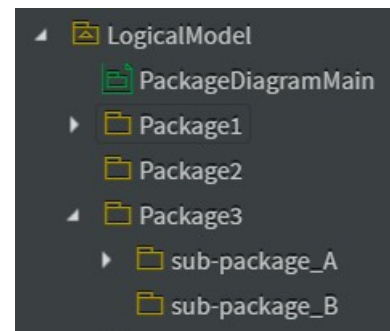 LogicalModel
PackageDiagramMain
Package1
Package2
Package3
sub-package_A
sub-package_B